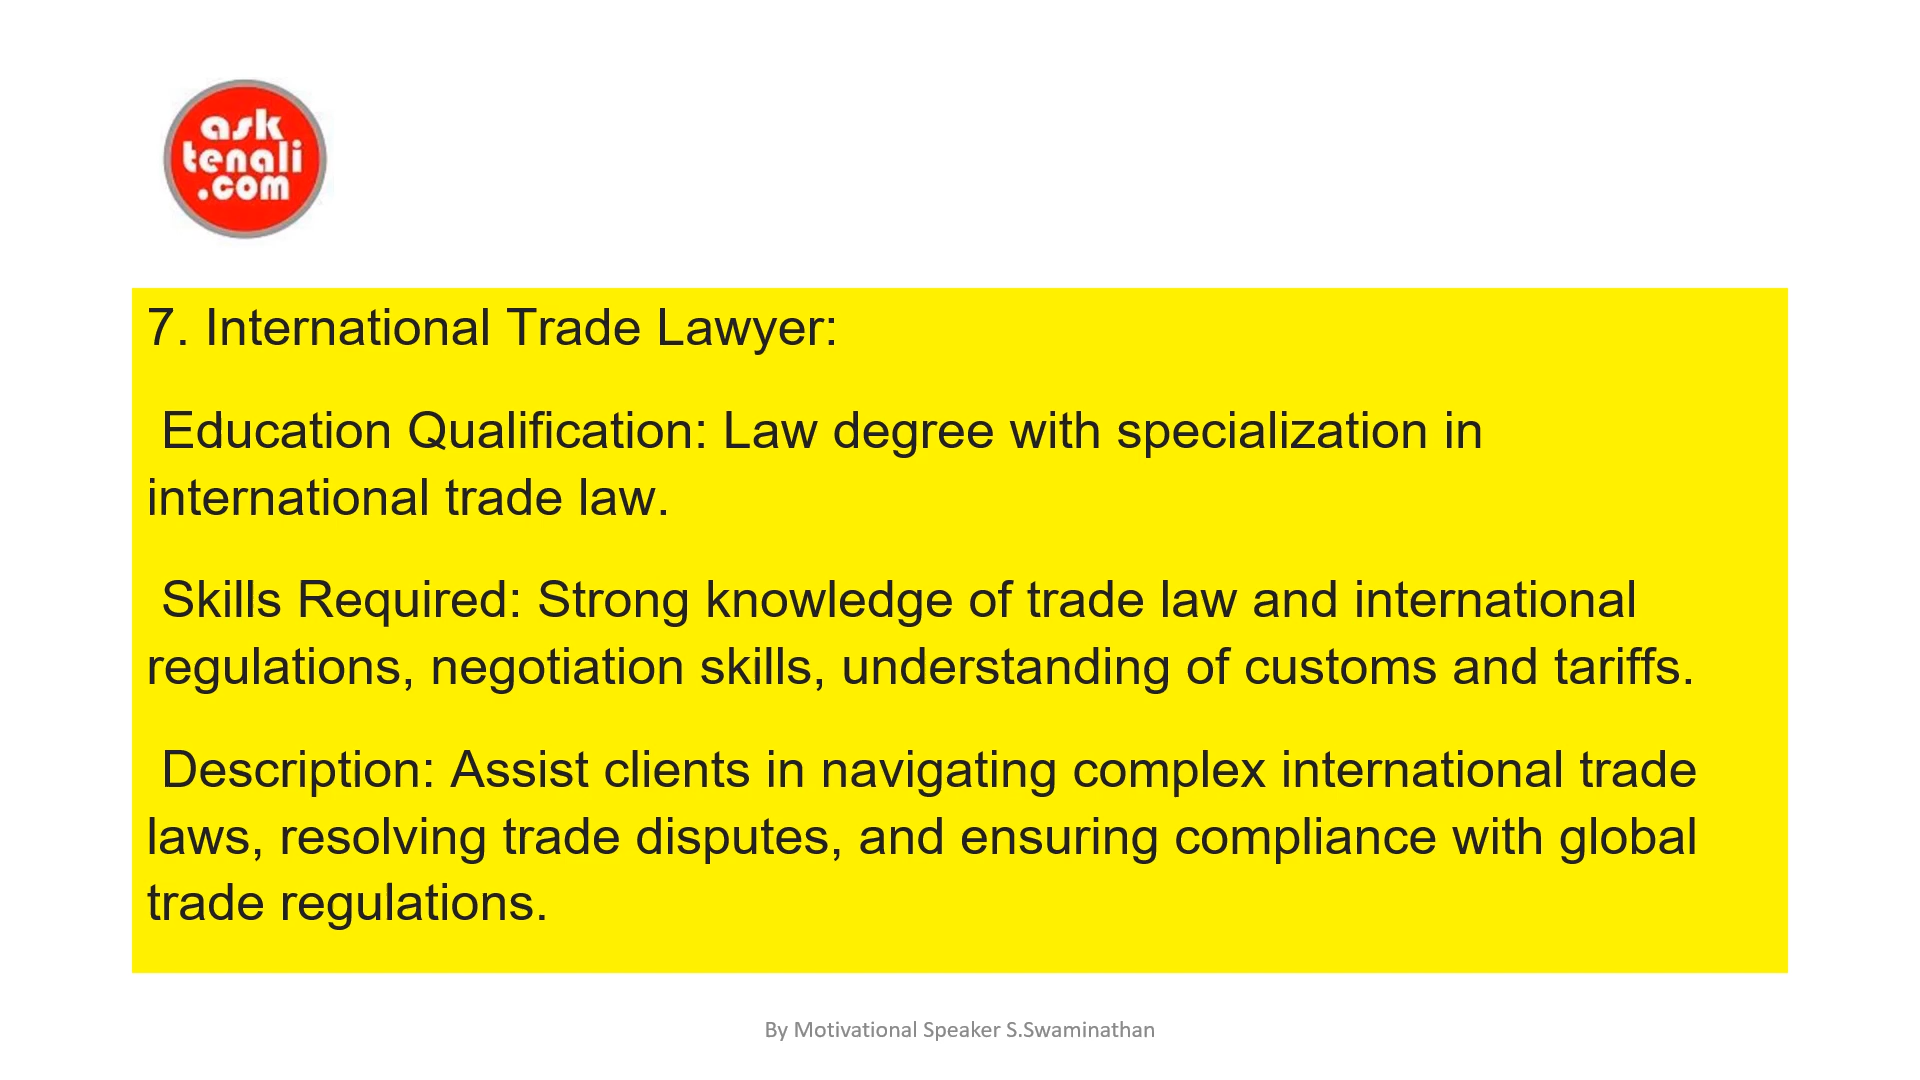 ask
tenali
.com
7. International Trade Lawyer:
Education Qualification: Law degree with specialization in
international trade law.
Skills Required: Strong knowledge of trade law and international
regulations, negotiation skills, understanding of customs and tariffs.
Description: Assist clients in navigating complex international trade
laws, resolving trade disputes, and ensuring compliance with global
trade regulations.
By Motivational Speaker S.Swaminathan